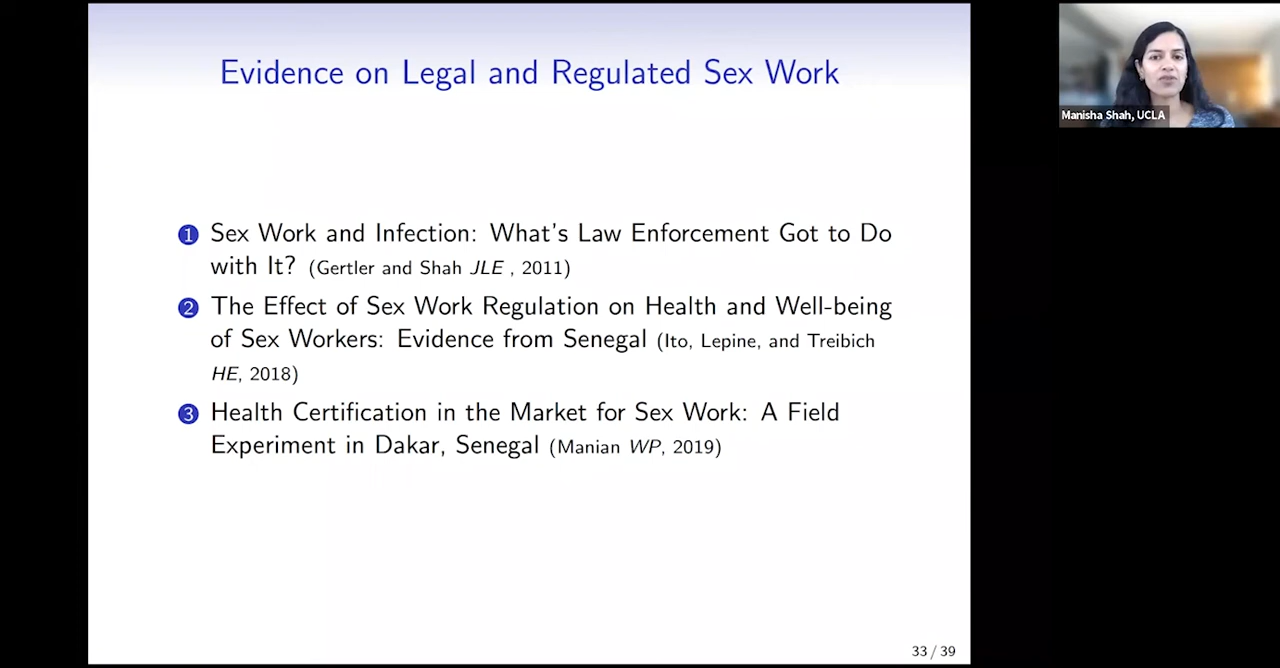 Evidence on Legal and Regulated Sex Work
Manisha Shah, UCLA
1 Sex Work and Infection: What's Law Enforcement Got to Do
with It? (Gertler and Shah JLE , 2011)
2 The Effect of Sex Work Regulation on Health and Well-being
of Sex Workers: Evidence from Senegal (Ito, Lepine, and Treibich
HE, 2018)
3 Health Certification in the Market for Sex Work: A Field
Experiment in Dakar, Senegal (Manian WP, 2019)
33 / 39